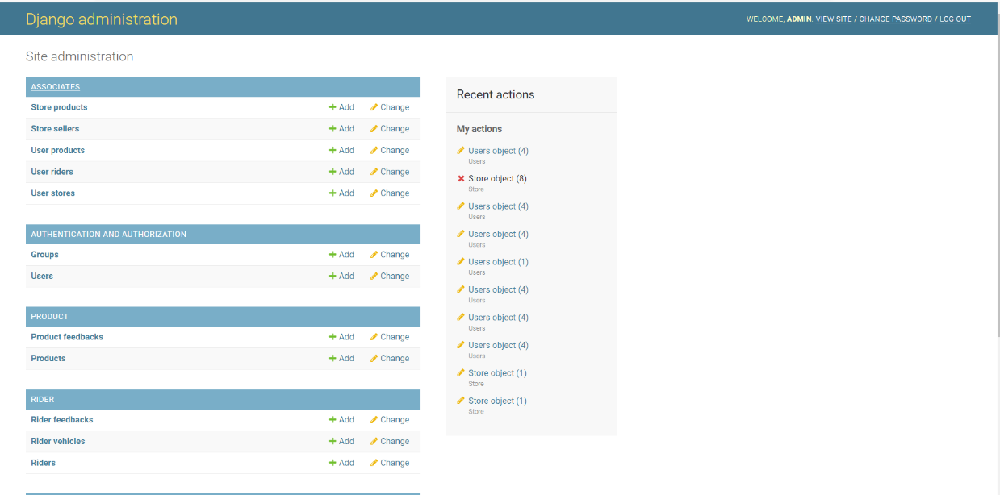 Django administration
WELCOME, ADMIN. VIEW SITE / CHANGE PASSWORD / LOG OUT
Site administration
ASSOCIATES
Store products Add Change
Store sellers Add Change
User products Add Change
User riders Add Change
User stores Add Change
AUTHENTICATION AND AUTHORIZATION
Groups Add Change
Users Add Change
PRODUCT
Product feedbacks Add Change
Products Add Change
RIDER
Rider feedbacks Add Change
Rider vehicles Add Change
Riders Add Change
Recent actions
My actions
Users object (4)
Users
Store object (8)
Store
Users object (4)
Users
Users object (4)
Users
Users object (1)
Users
Users object (4)
Users
Users object (4)
Users
Users object (4)
Users
Store object (1)
Store
Store object (1)
Store